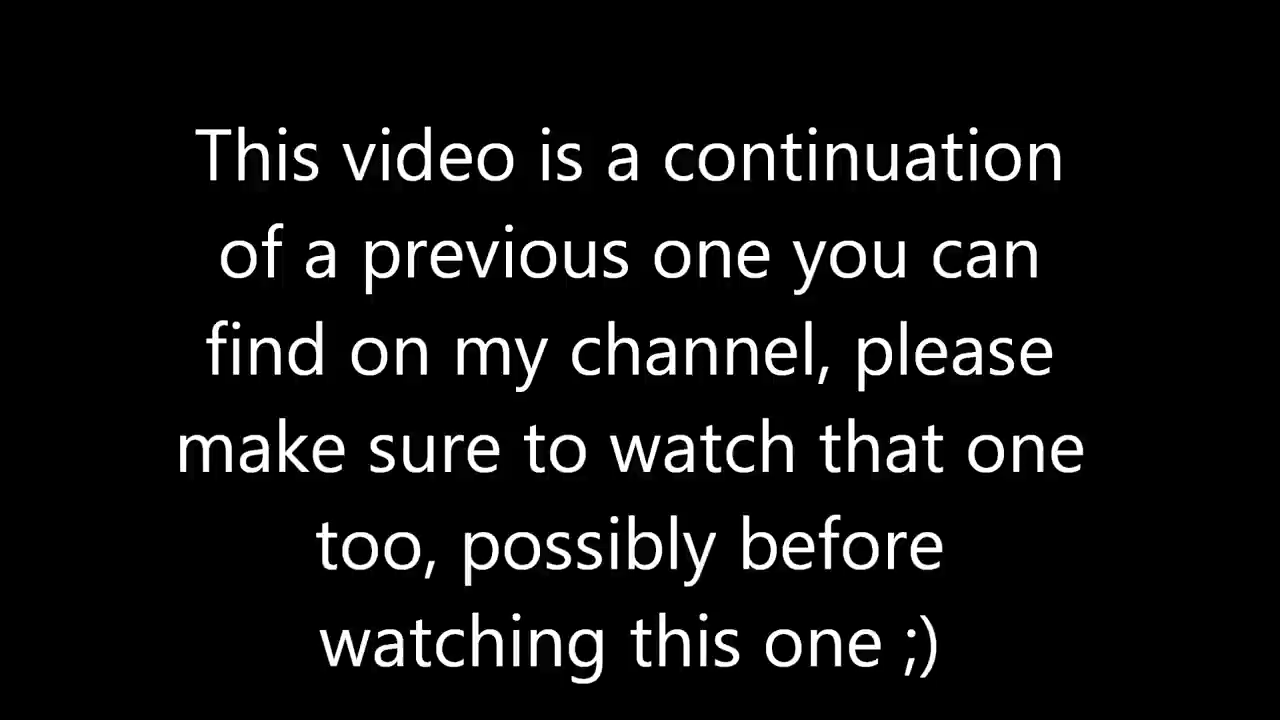 This video is a continuation
of a previous one you can
find on my channel, please
make sure to watch that one
too, possibly before
watching this one ;)